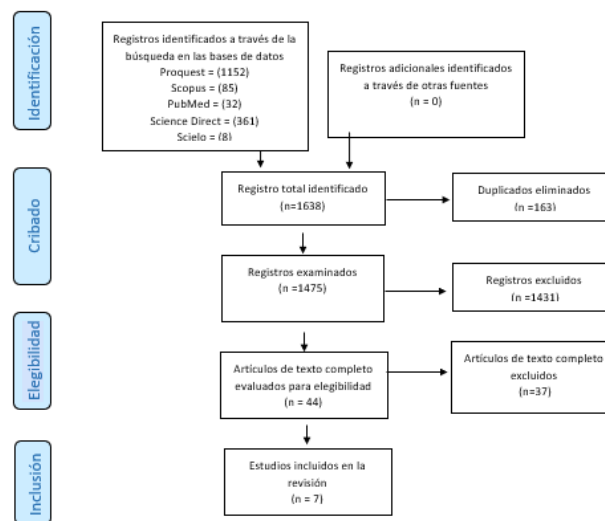 Identificación
Registros identificados a través de la
búsqueda en las bases de datos
Proquest = (1152)
Scopus = (85)
PubMed = (32)
Science Direct = (361)
Scielo = (8)
Registros adicionales identificados
a través de otras fuentes
(n = 0)
Cribado
Registro total identificado
(n=1638)
Duplicados eliminados
(n =163)
Registros examinados
(n =1475)
Registros excluidos
(n =1431)
Elegibilidad
Artículos de texto completo
evaluados para elegibilidad
(n = 44)
Artículos de texto completo
excluidos
(n=37)
Inclusión
Estudios incluidos en la
revisión
(n = 7)